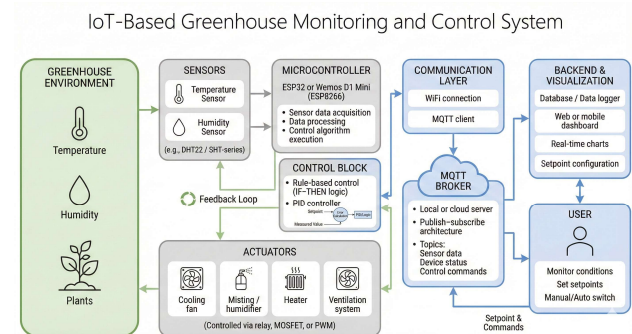 IoT-Based Greenhouse Monitoring and Control System
GREENHOUSE
ENVIRONMENT
Temperature
Humidity
Plants
SENSORS
Temperature
Sensor
Humidity
Sensor
(e.g., DHT22 / SHT-series)
MICROCONTROLLER
ESP32 or Wemos D1 Mini
(ESP8266)
• Sensor data acquisition
• Data processing
• Control algorithm
execution
Feedback Loop
CONTROL BLOCK
• Rule-based control
(IF–THEN logic)
• PID controller
Setpoint
Measured Value
ACTUATORS
Cooling
fan
Misting /
humidifier
Heater
Ventilation
system
(Controlled via relay, MOSFET, or PWM)
COMMUNICATION
LAYER
WiFi connection
MQTT client
MQTT
BROKER
• Local or cloud server
• Publish–subscribe
architecture
• Topics:
Sensor data
Device status
Control commands
BACKEND &
VISUALIZATION
Database / Data logger
Web or mobile
dashboard
Real-time charts
Setpoint configuration
USER
Monitor conditions
Set setpoints
Manual/Auto switch
Setpoint &
Commands